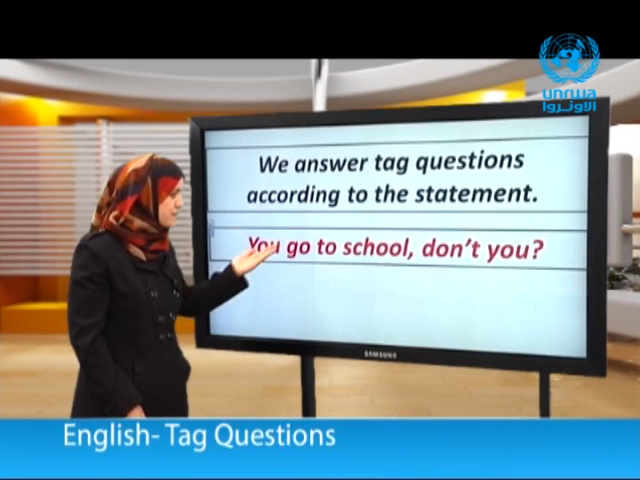 unrwa
الأونروا
We answer tag questions
according to the statement.
You go to school, don't you?
SAMSUNG
English- Tag Questions